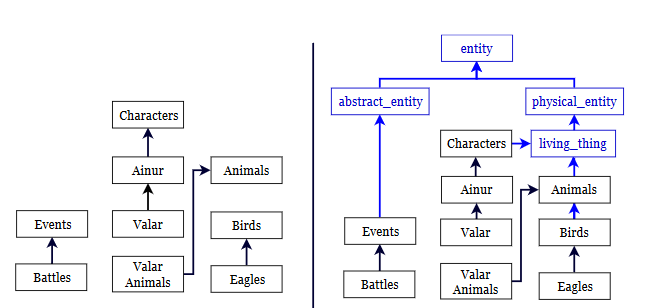 Characters
Ainur
Animals
Events
Valar
Birds
Battles
Valar
Animals
Eagles
entity
abstract_entity
physical_entity
Characters
living_thing
Ainur
Animals
Events
Valar
Birds
Battles
Valar
Animals
Eagles